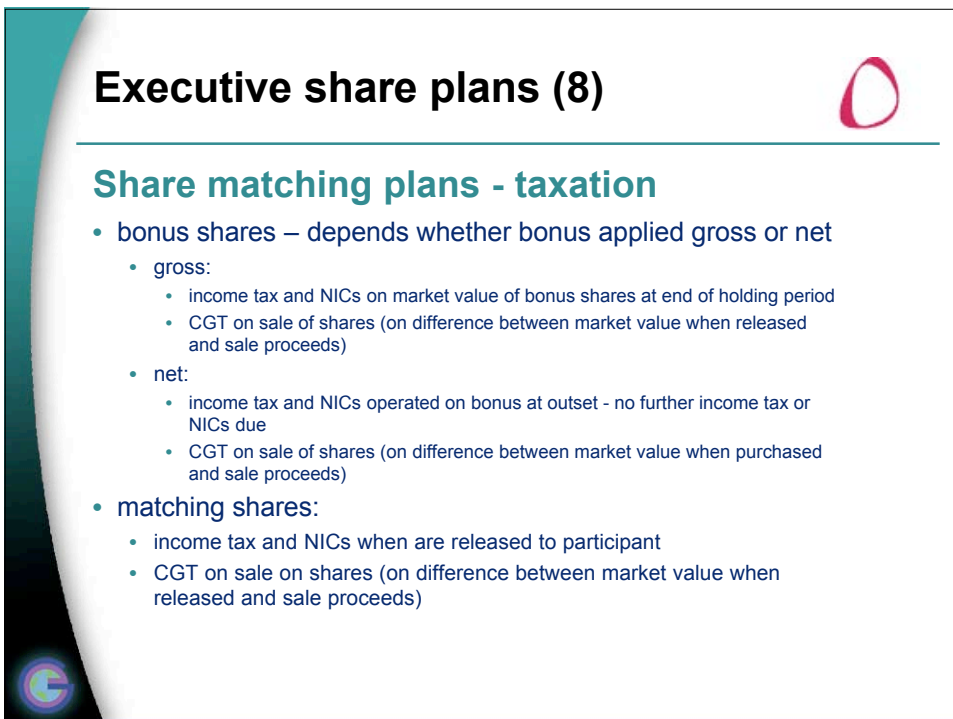 Executive share plans (8)
Share matching plans - taxation
• bonus shares – depends whether bonus applied gross or net
• gross:
• income tax and NICs on market value of bonus shares at end of holding period
• CGT on sale of shares (on difference between market value when released
and sale proceeds)
• net:
• income tax and NICs operated on bonus at outset - no further income tax or
NICs due
• CGT on sale of shares (on difference between market value when purchased
and sale proceeds)
• matching shares:
• income tax and NICs when are released to participant
• CGT on sale on shares (on difference between market value when
released and sale proceeds)